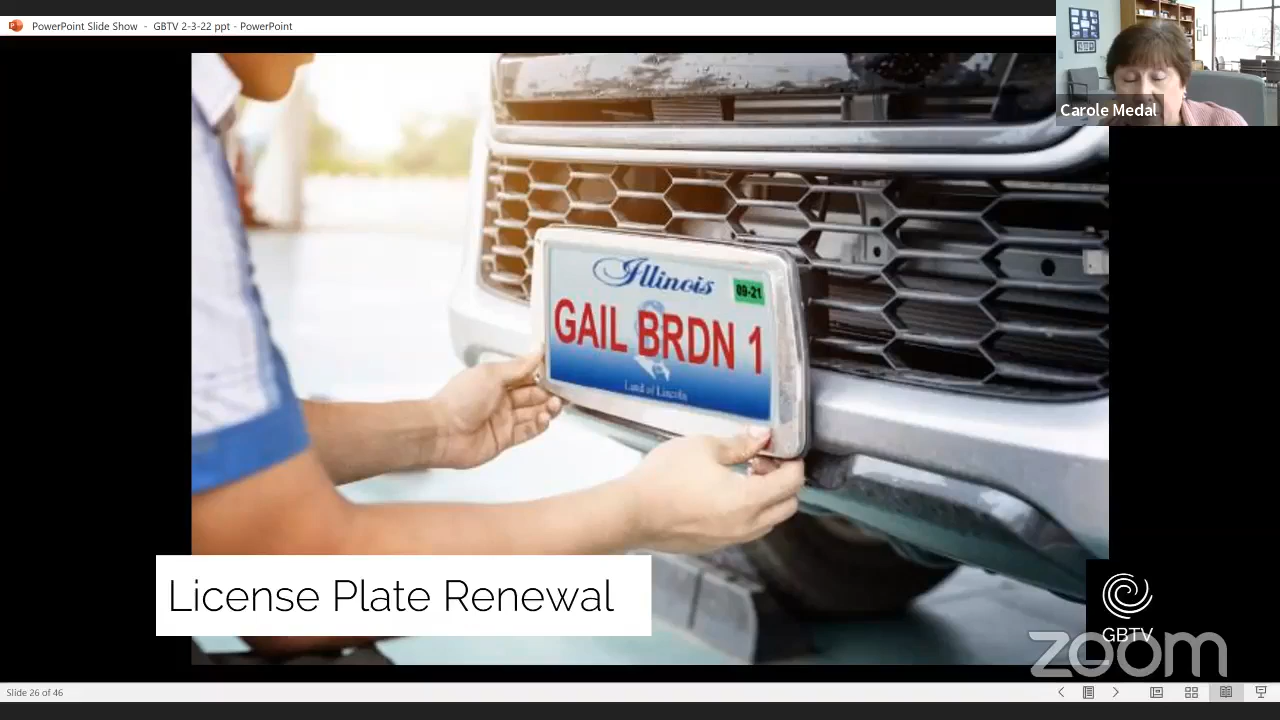 PowerPoint Slide Show - GBTV 2-3-22 ppt - PowerPoint
Carole Medal
Illinois
09-21
GAIL BRDN 1
Land of Lincoln
License Plate Renewal
GBTV
zoom
Slide 26 of 46